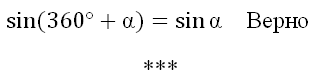 sin(360° + α) = sin α Верно
***